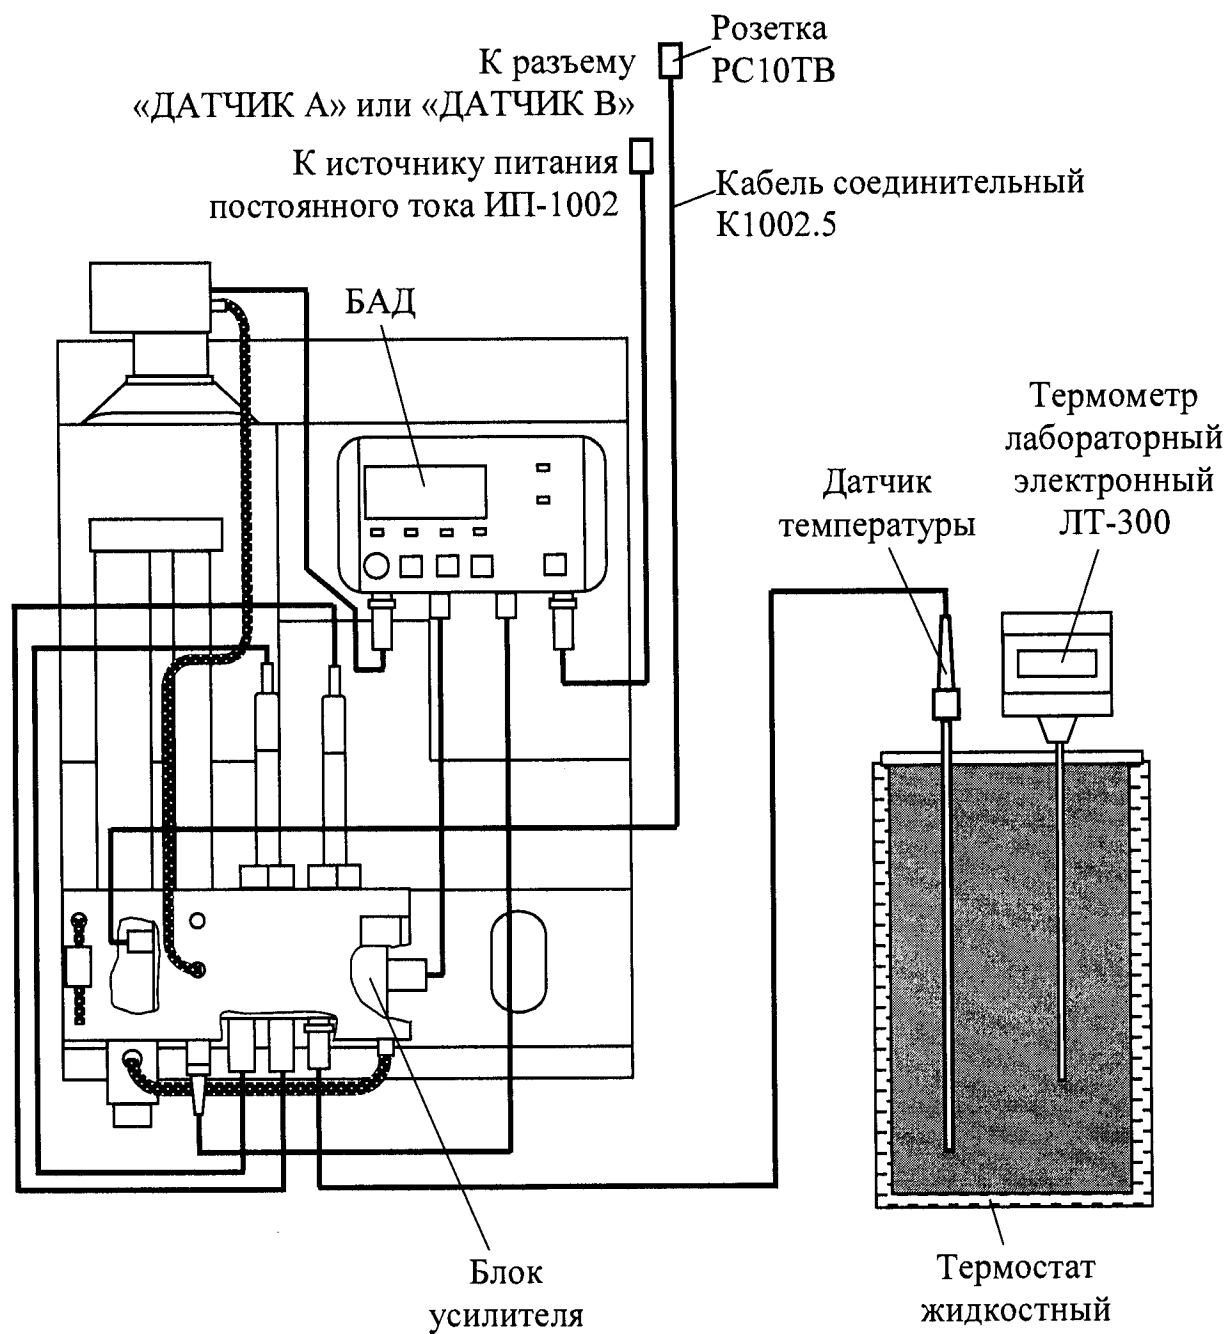 Розетка
РС10ТВ
К разъему
«ДАТЧИК А» или «ДАТЧИК В»
К источнику питания
постоянного тока ИП-1002
Кабель соединительный
К1002.5
БАД
Термометр
лабораторный
электронный
ЛТ-300
Датчик
температуры
Блок
усилителя
Термостат
жидкостный